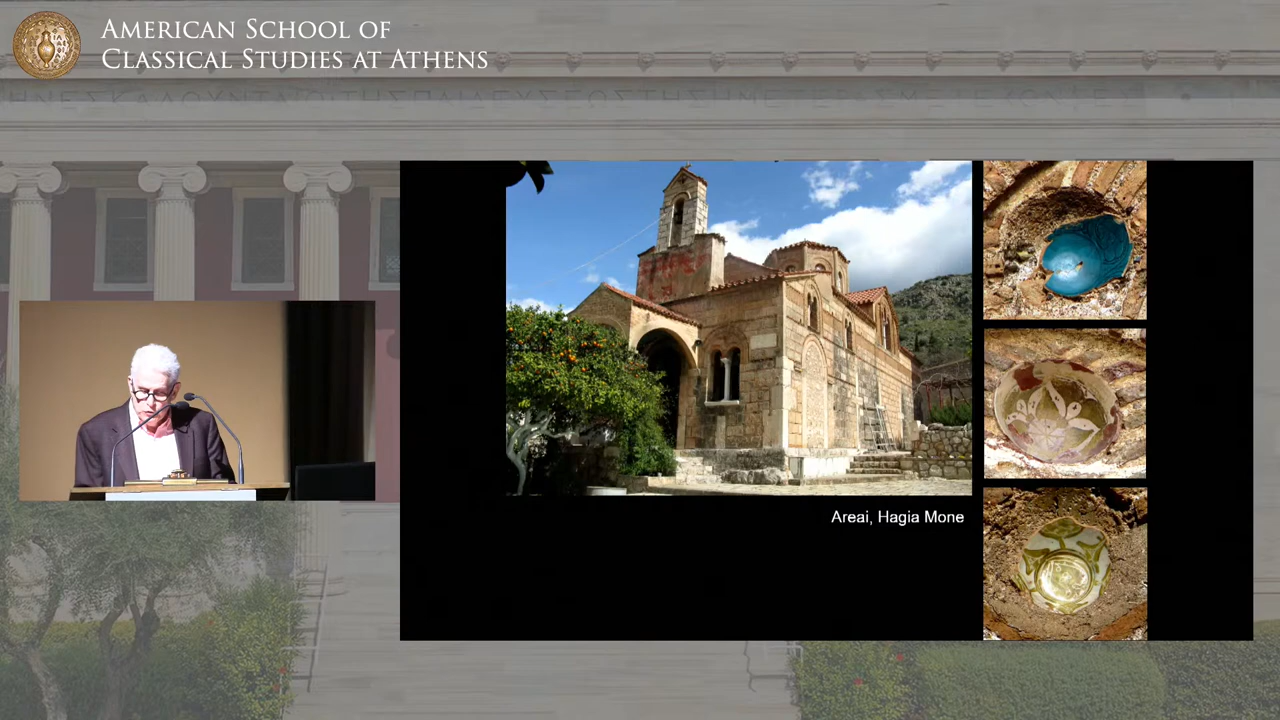 AMERICAN SCHOOL OF
CLASSICAL STUDIES AT ATHENS
Areai, Hagia Mone